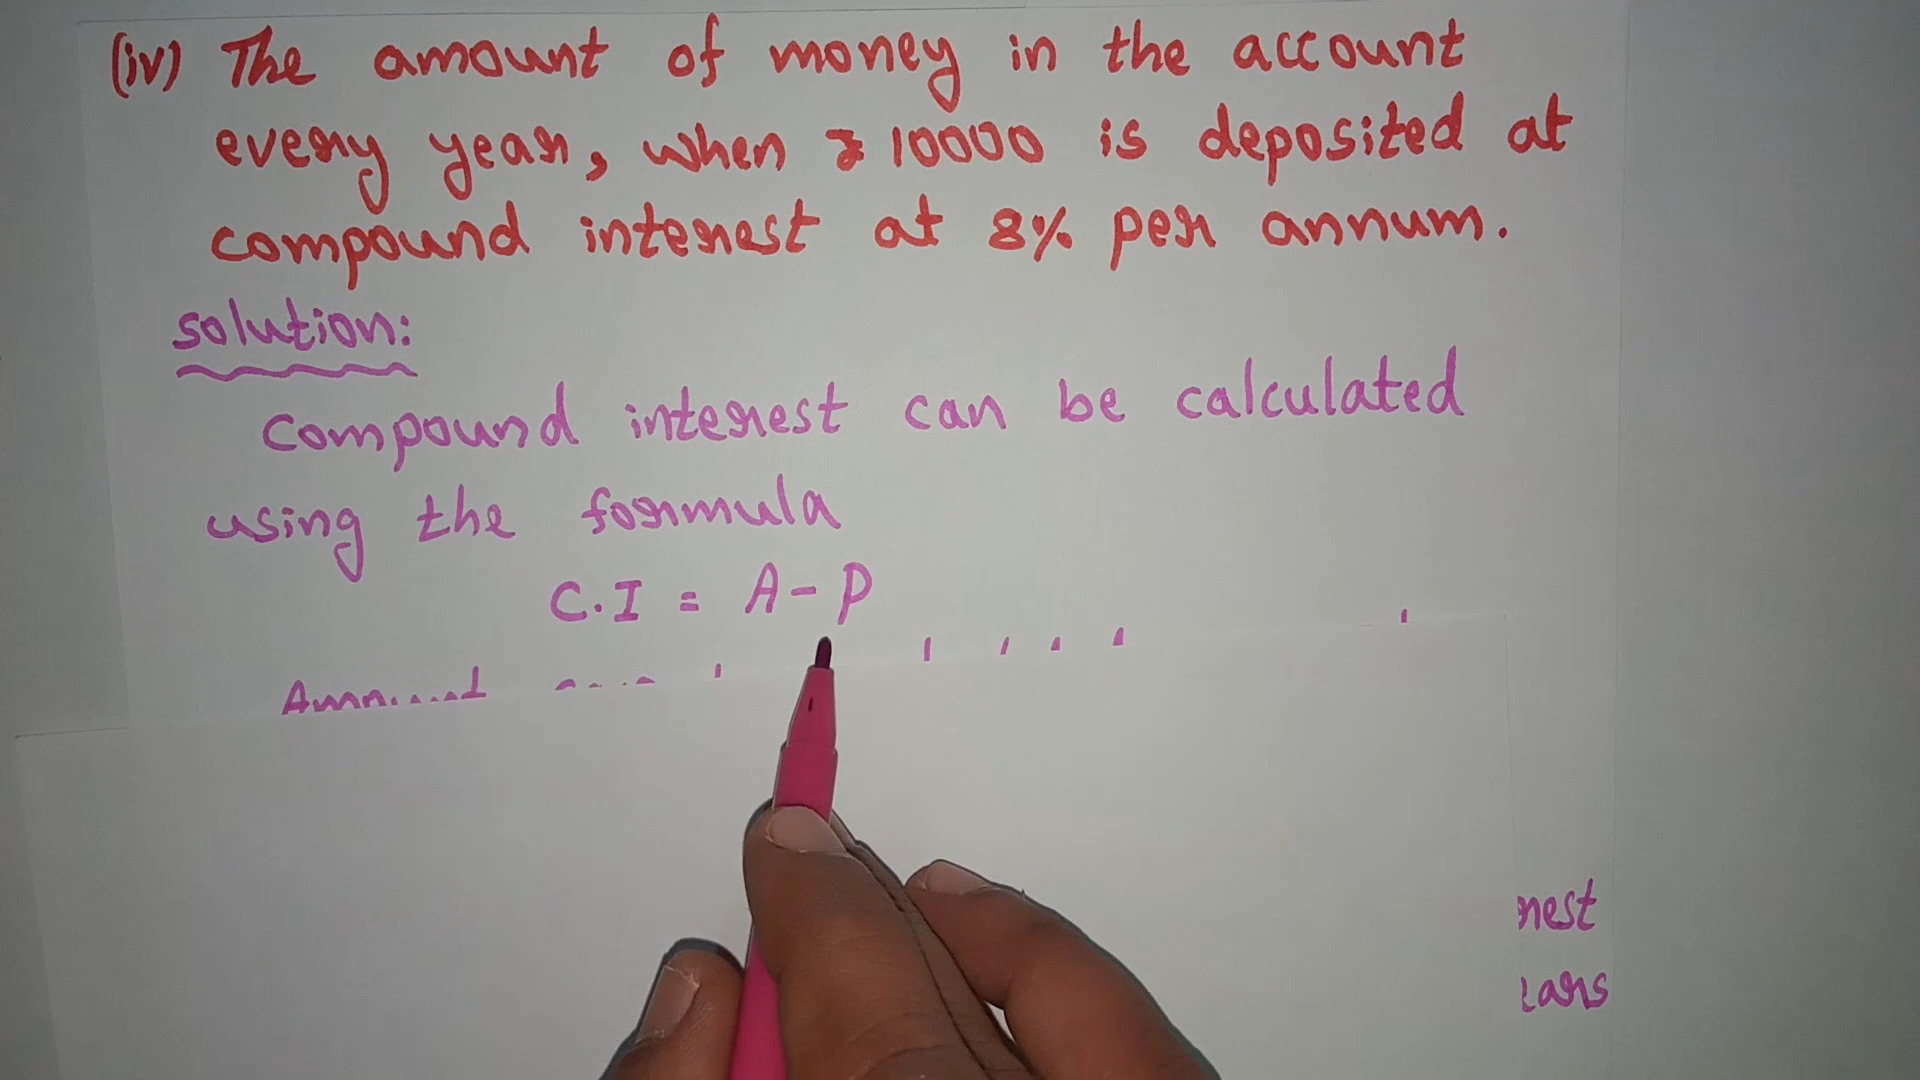 (iv) The amount of money in the account
every year, when ₹ 10000 is deposited at
compound interest at 8% per annum.
solution:
Compound interest can be calculated
using the formula
C.I = A - P
Amount